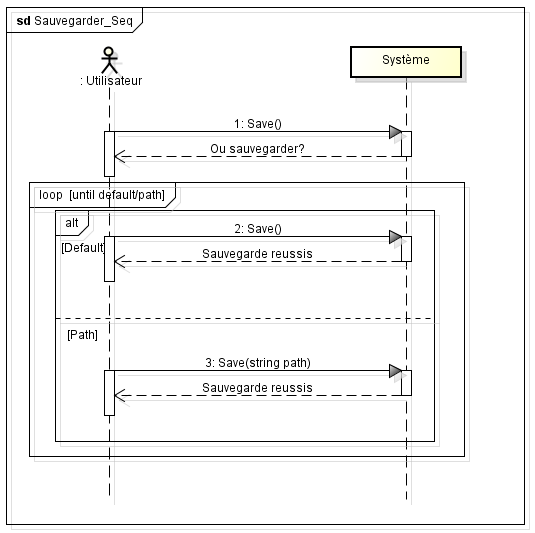 sd Sauvegarder_Seq
: Utilisateur
Système
1: Save()
Ou sauvegarder?
loop [until default/path]
alt
2: Save()
[Default]
Sauvegarde reussis
[Path]
3: Save(string path)
Sauvegarde reussis